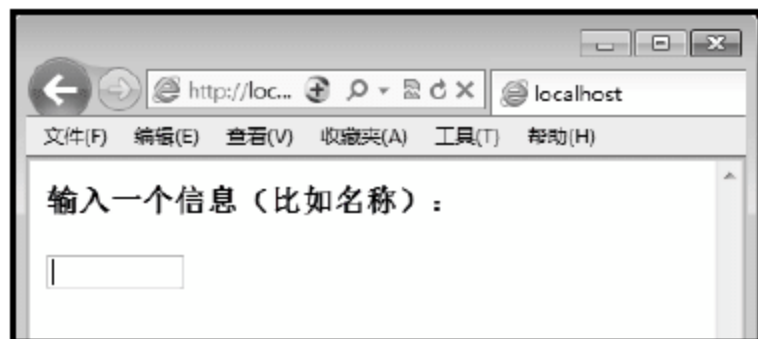 http://loc...
localhost
文件(F) 编辑(E) 查看(V) 收藏夹(A) 工具(T) 帮助(H)
输入一个信息（比如名称）：